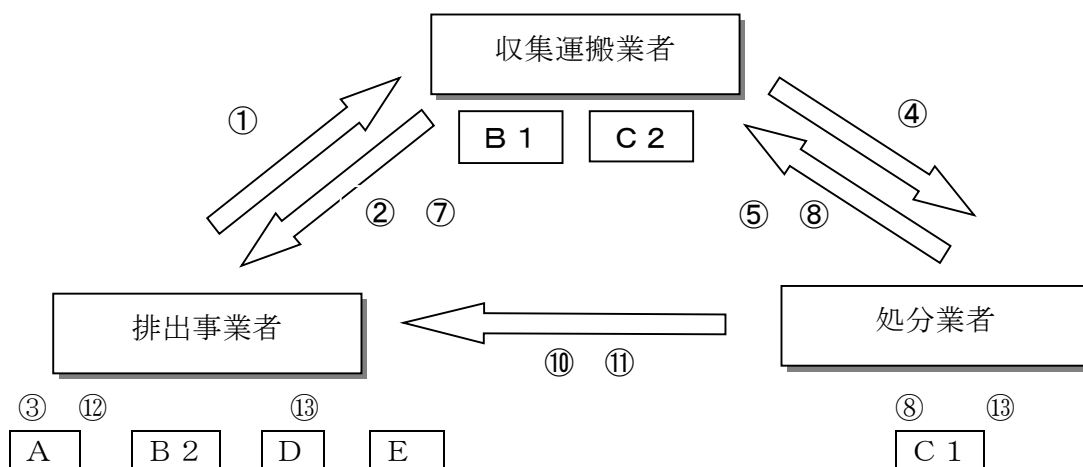 収集運搬業者
①
④
B1 C2
② ⑦
⑤ ⑧
排出事業者
処分業者
⑩ ⑪
③ ⑫ ⑬
⑧ ⑬
A B2 D E
C1